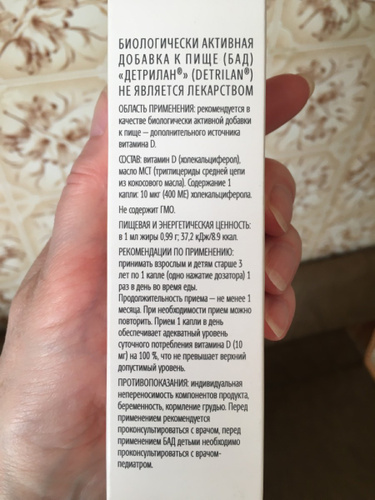 БИОЛОГИЧЕСКИ АКТИВНАЯ
ДОБАВКА К ПИЩЕ (БАД)
«ДЕТРИЛАН®» (DETRILAN®)
НЕ ЯВЛЯЕТСЯ ЛЕКАРСТВОМ
ОБЛАСТЬ ПРИМЕНЕНИЯ: рекомендуется в
качестве биологически активной добавки
к пище – дополнительного источника
витамина D.
СОСТАВ: витамин D (холекальциферол),
масло МСТ (триглицериды средней цепи
из кокосового масла). Содержание 1
капли: 10 мкг (400 МЕ) холекальциферола.
Не содержит ГМО.
ПИЩЕВАЯ И ЭНЕРГЕТИЧЕСКАЯ ЦЕННОСТЬ:
в 1 мл жиры 0,99 г; 37,2 кДж/8.9 ккал.
РЕКОМЕНДАЦИИ ПО ПРИМЕНЕНИЮ:
принимать взрослым и детям старше 3
лет по 1 капле (одно нажатие дозатора) 1
раз в день во время еды.
Продолжительность приема – не менее 1
месяца. При необходимости прием можно
повторить. Прием 1 капли в день
обеспечивает адекватный уровень
суточного потребления витамина D (10
мг) на 100 %, что не превышает верхний
допустимый уровень.
ПРОТИВОПОКАЗАНИЯ: индивидуальная
непереносимость компонентов продукта,
беременность, кормление грудью. Перед
применением рекомендуется
проконсультироваться с врачом, перед
применением БАД детьми необходимо
проконсультироваться с врачом-
педиатром.